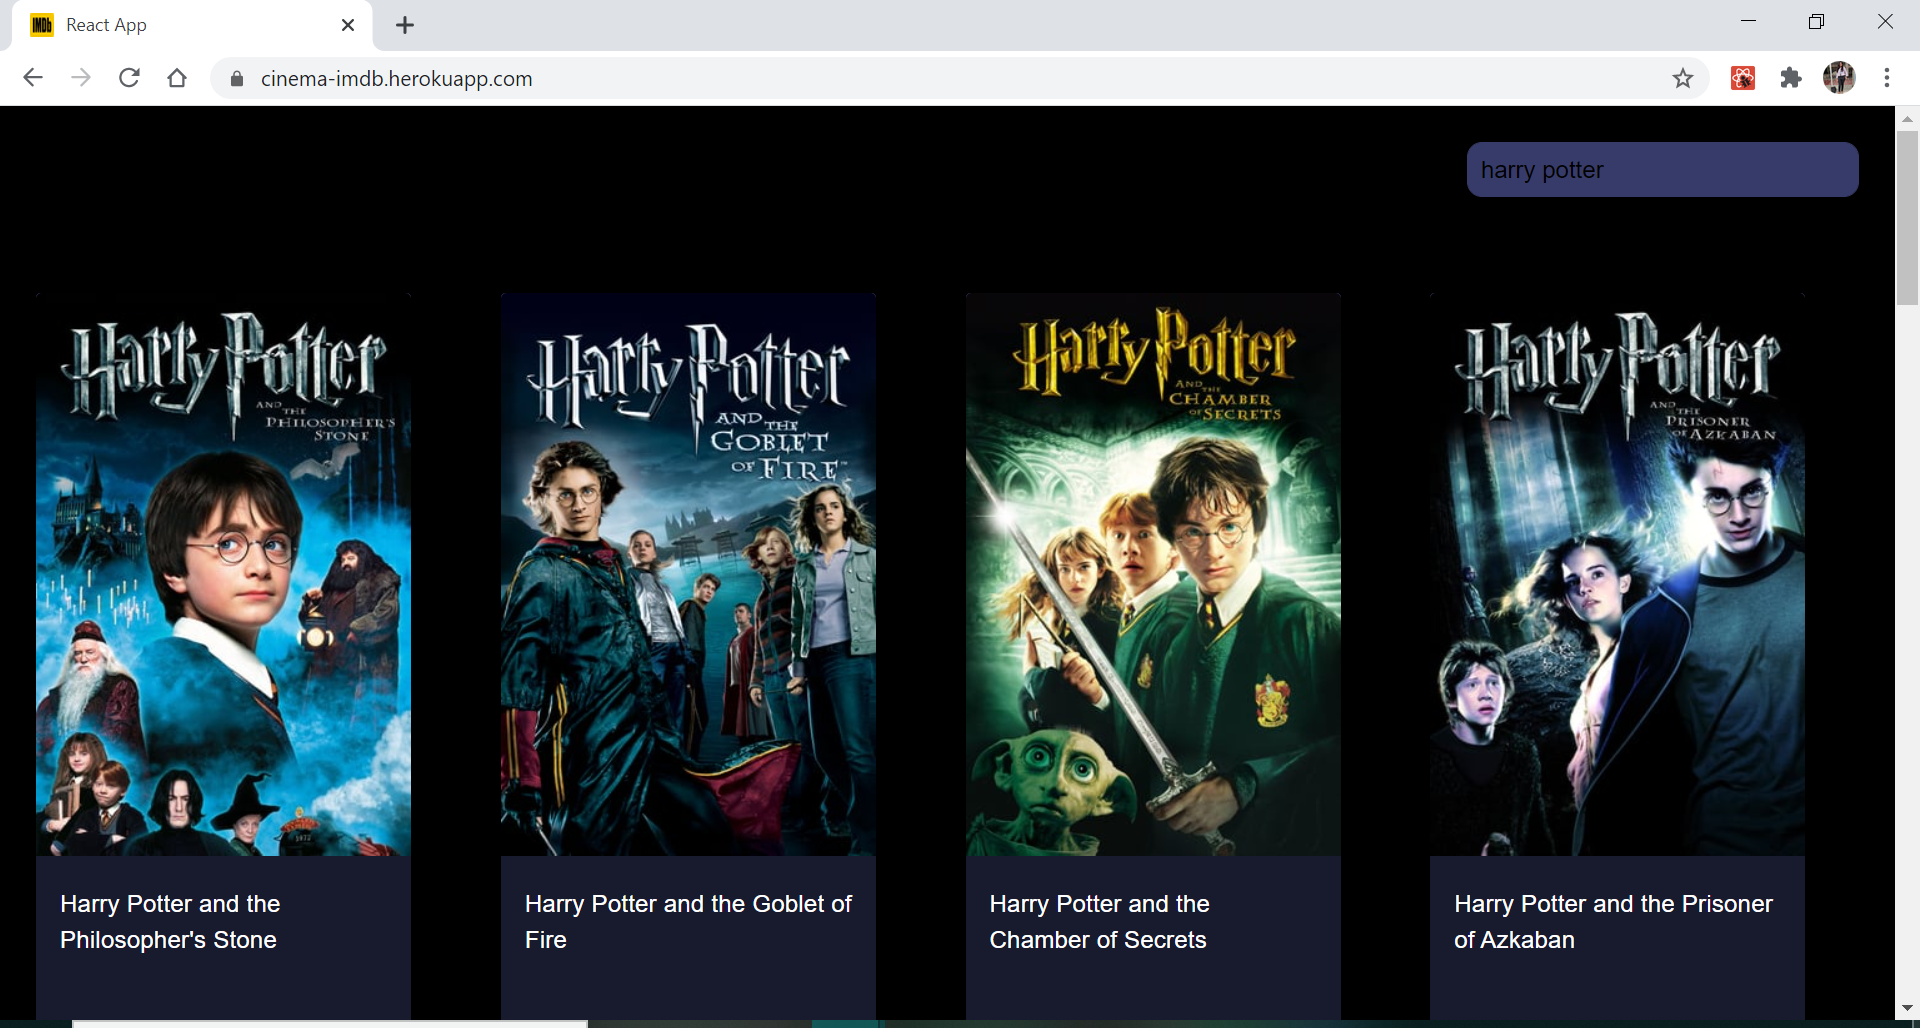 IMDb
React App
cinema-imdb.herokuapp.com
harry potter
Harry Potter
AND THE
PHILOSOPHER'S
STONE
Harry Potter
AND THE
GOBLET
OF FIRE
Harry Potter
AND THE
CHAMBER
OF SECRETS
Harry Potter
AND THE
PRISONER
OF AZKABAN
Harry Potter and the
Philosopher's Stone
Harry Potter and the Goblet of
Fire
Harry Potter and the
Chamber of Secrets
Harry Potter and the Prisoner
of Azkaban